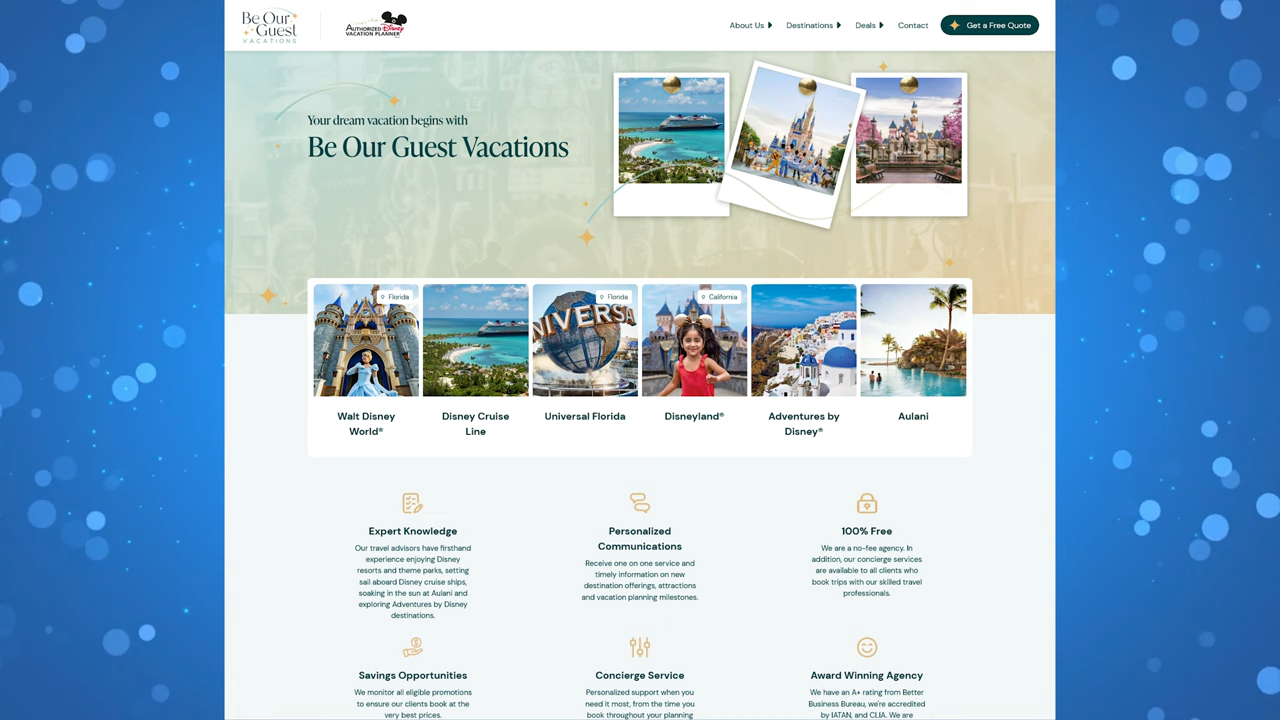 Be Our
Guest
VACATIONS
AUTHORIZED Disney
VACATION PLANNER
About Us
Destinations
Deals
Contact
Get a Free Quote
Your dream vacation begins with
Be Our Guest Vacations
Florida
Florida
California
UNIVERSA
Walt Disney
World®
Disney Cruise
Line
Universal Florida
Disneyland®
Adventures by
Disney®
Aulani
Expert Knowledge
Our travel advisors have firsthand
experience enjoying Disney
resorts and theme parks, setting
sail aboard Disney cruise ships,
soaking in the sun at Aulani and
exploring Adventures by Disney
destinations.
Personalized
Communications
Receive one on one service and
timely information on new
destination offerings, attractions
and vacation planning milestones.
100% Free
We are a no-fee agency. In
addition, our concierge services
are available to all clients who
book trips with our skilled travel
professionals.
Savings Opportunities
We monitor all eligible promotions
to ensure our clients book at the
very best prices.
Concierge Service
Personalized support when you
need it most, from the time you
book throughout your planning
Award Winning Agency
We have an A+ rating from Better
Business Bureau, we're accredited
by IATAN, and CLIA. We are